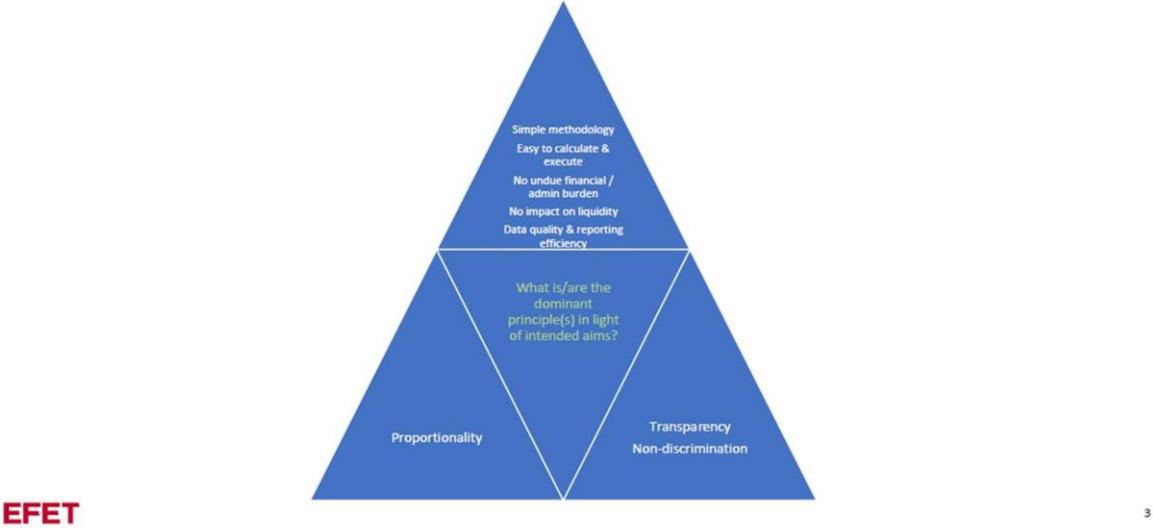 Simple methodology
Easy to calculate &
execute
No undue financial /
admin burden
No impact on liquidity
Data quality & reporting
efficiency
What is/are the
dominant
principle(s) in light
of intended aims?
Proportionality
Transparency
Non-discrimination
EFET
3